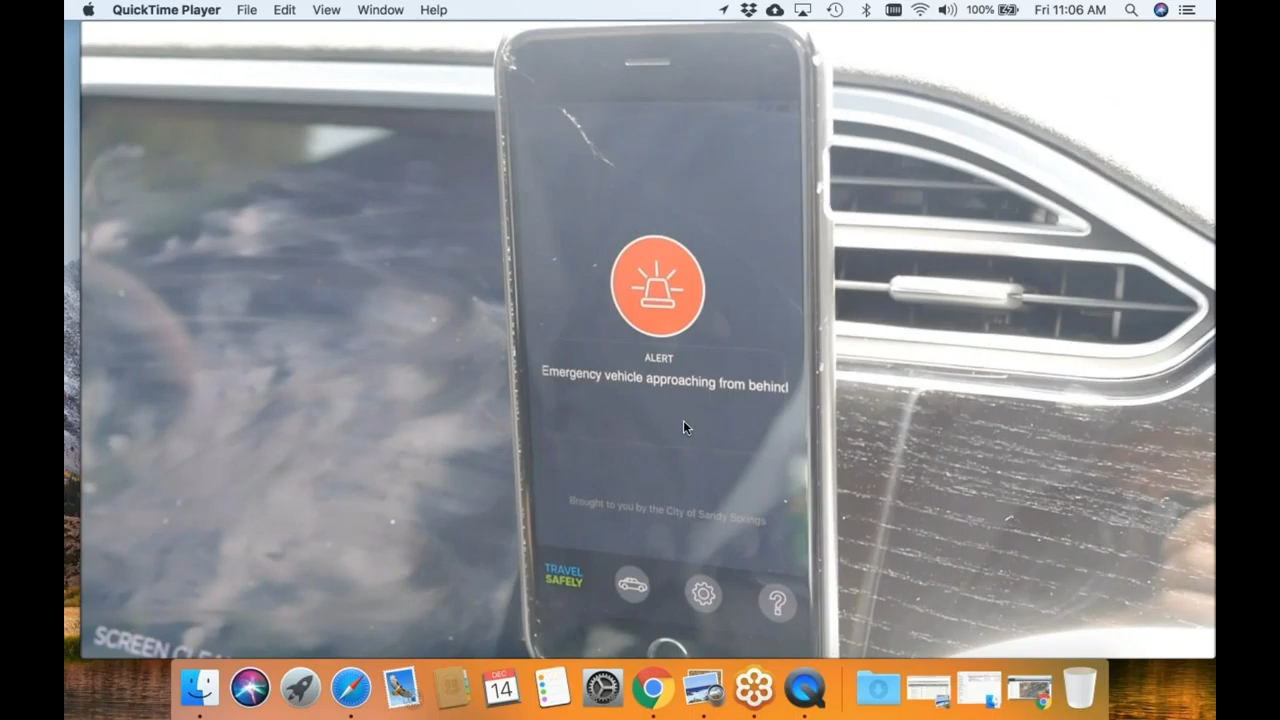 QuickTime Player File Edit View Window Help 100% Fri 11:06 AM
ALERT
Emergency vehicle approaching from behind
Brought to you by the City of Sandy Springs
TRAVEL
SAFELY
?
SCREEN
DEC
14